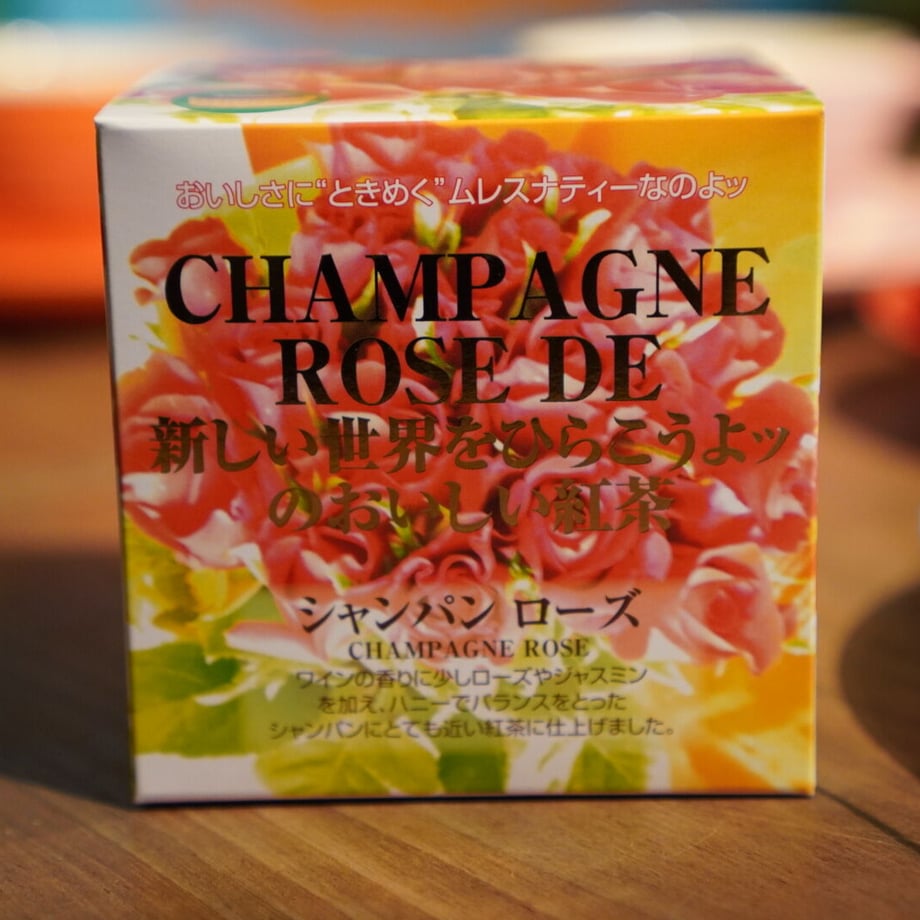 おいしさに“ときめく”ムレスナティーなのよッ
CHAMPAGNE
ROSE DE
新しい世界をひらこうよッ
のおいしい紅茶
シャンパン ローズ
CHAMPAGNE ROSE
ワインの香りに少しローズやジャスミン
を加え、ハニーでバランスをとった
シャンパンにとても近い紅茶に仕上げました。